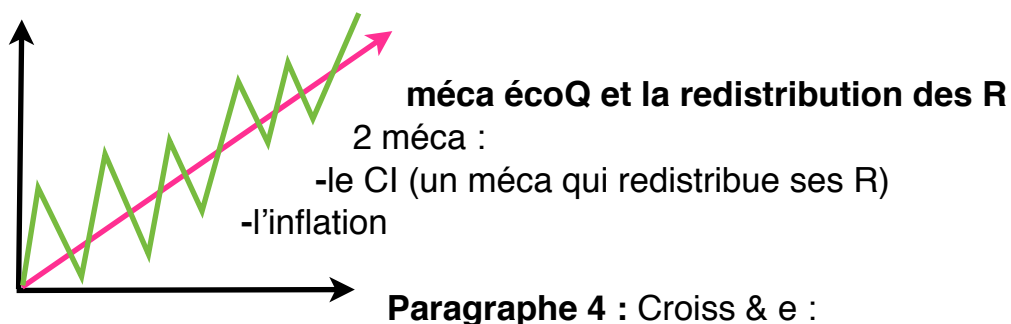 méca écoQ et la redistribution des R
2 méca :
-le CI (un méca qui redistribue ses R)
-l’inflation
Paragraphe 4 : Croiss & e :